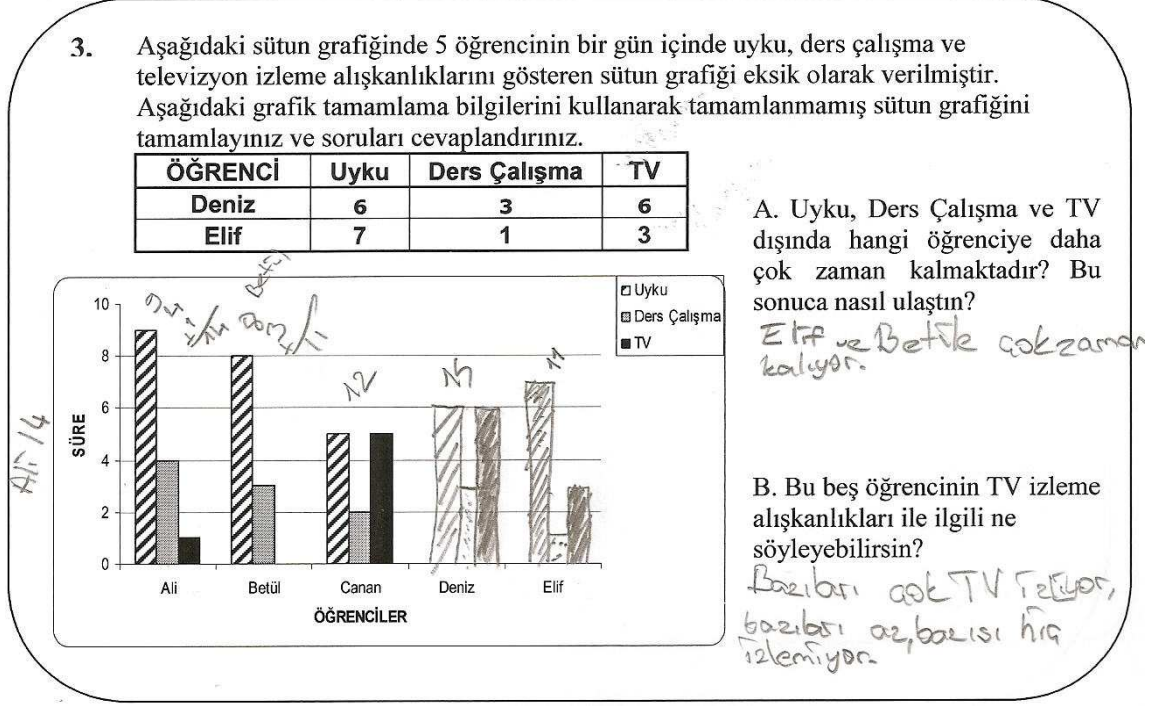 3. Aşağıdaki sütun grafiğinde 5 öğrencinin bir gün içinde uyku, ders çalışma ve
televizyon izleme alışkanlıklarını gösteren sütun grafiği eksik olarak verilmiştir.
Aşağıdaki grafik tamamlama bilgilerini kullanarak tamamlanmamış sütun grafiğini
tamamlayınız ve soruları cevaplandırınız.
ÖĞRENCİ Uyku Ders Çalışma TV
Deniz 6 3 6
Elif 7 1 3
A. Uyku, Ders Çalışma ve TV
dışında hangi öğrenciye daha
çok zaman kalmaktadır? Bu
sonuca nasıl ulaştın?
Elif ve Betüle çok zaman
kalıyor.
B. Bu beş öğrencinin TV izleme
alışkanlıkları ile ilgili ne
söyleyebilirsin?
Bazıları çok TV izliyor,
bazıları az, bazısı hiç
izlemiyor.
Uyku
Ders Çalışma
TV
SÜRE
10
8
6
4
2
0
Betül
11
12
15
11
Ali 14
Ali Betül Canan Deniz Elif
ÖĞRENCİLER